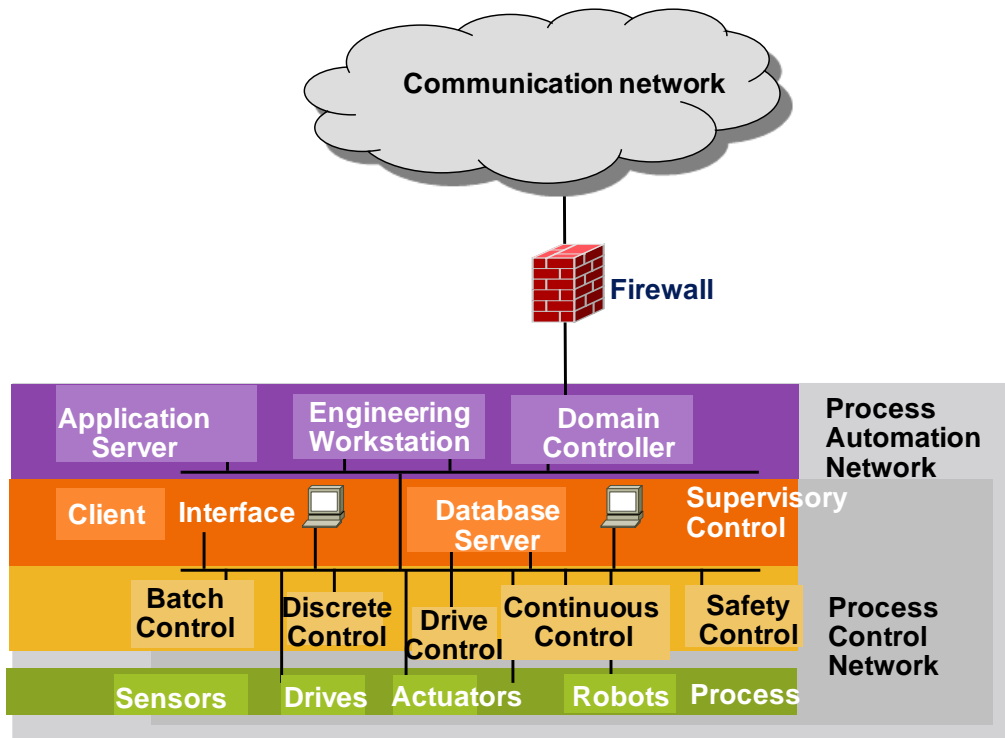 Communication network
Firewall
Application
Server
Engineering
Workstation
Domain
Controller
Process
Automation
Network
Client
Interface
Database
Server
Supervisory
Control
Batch
Control
Discrete
Control
Drive
Control
Continuous
Control
Safety
Control
Process
Control
Network
Sensors
Drives
Actuators
Robots
Process